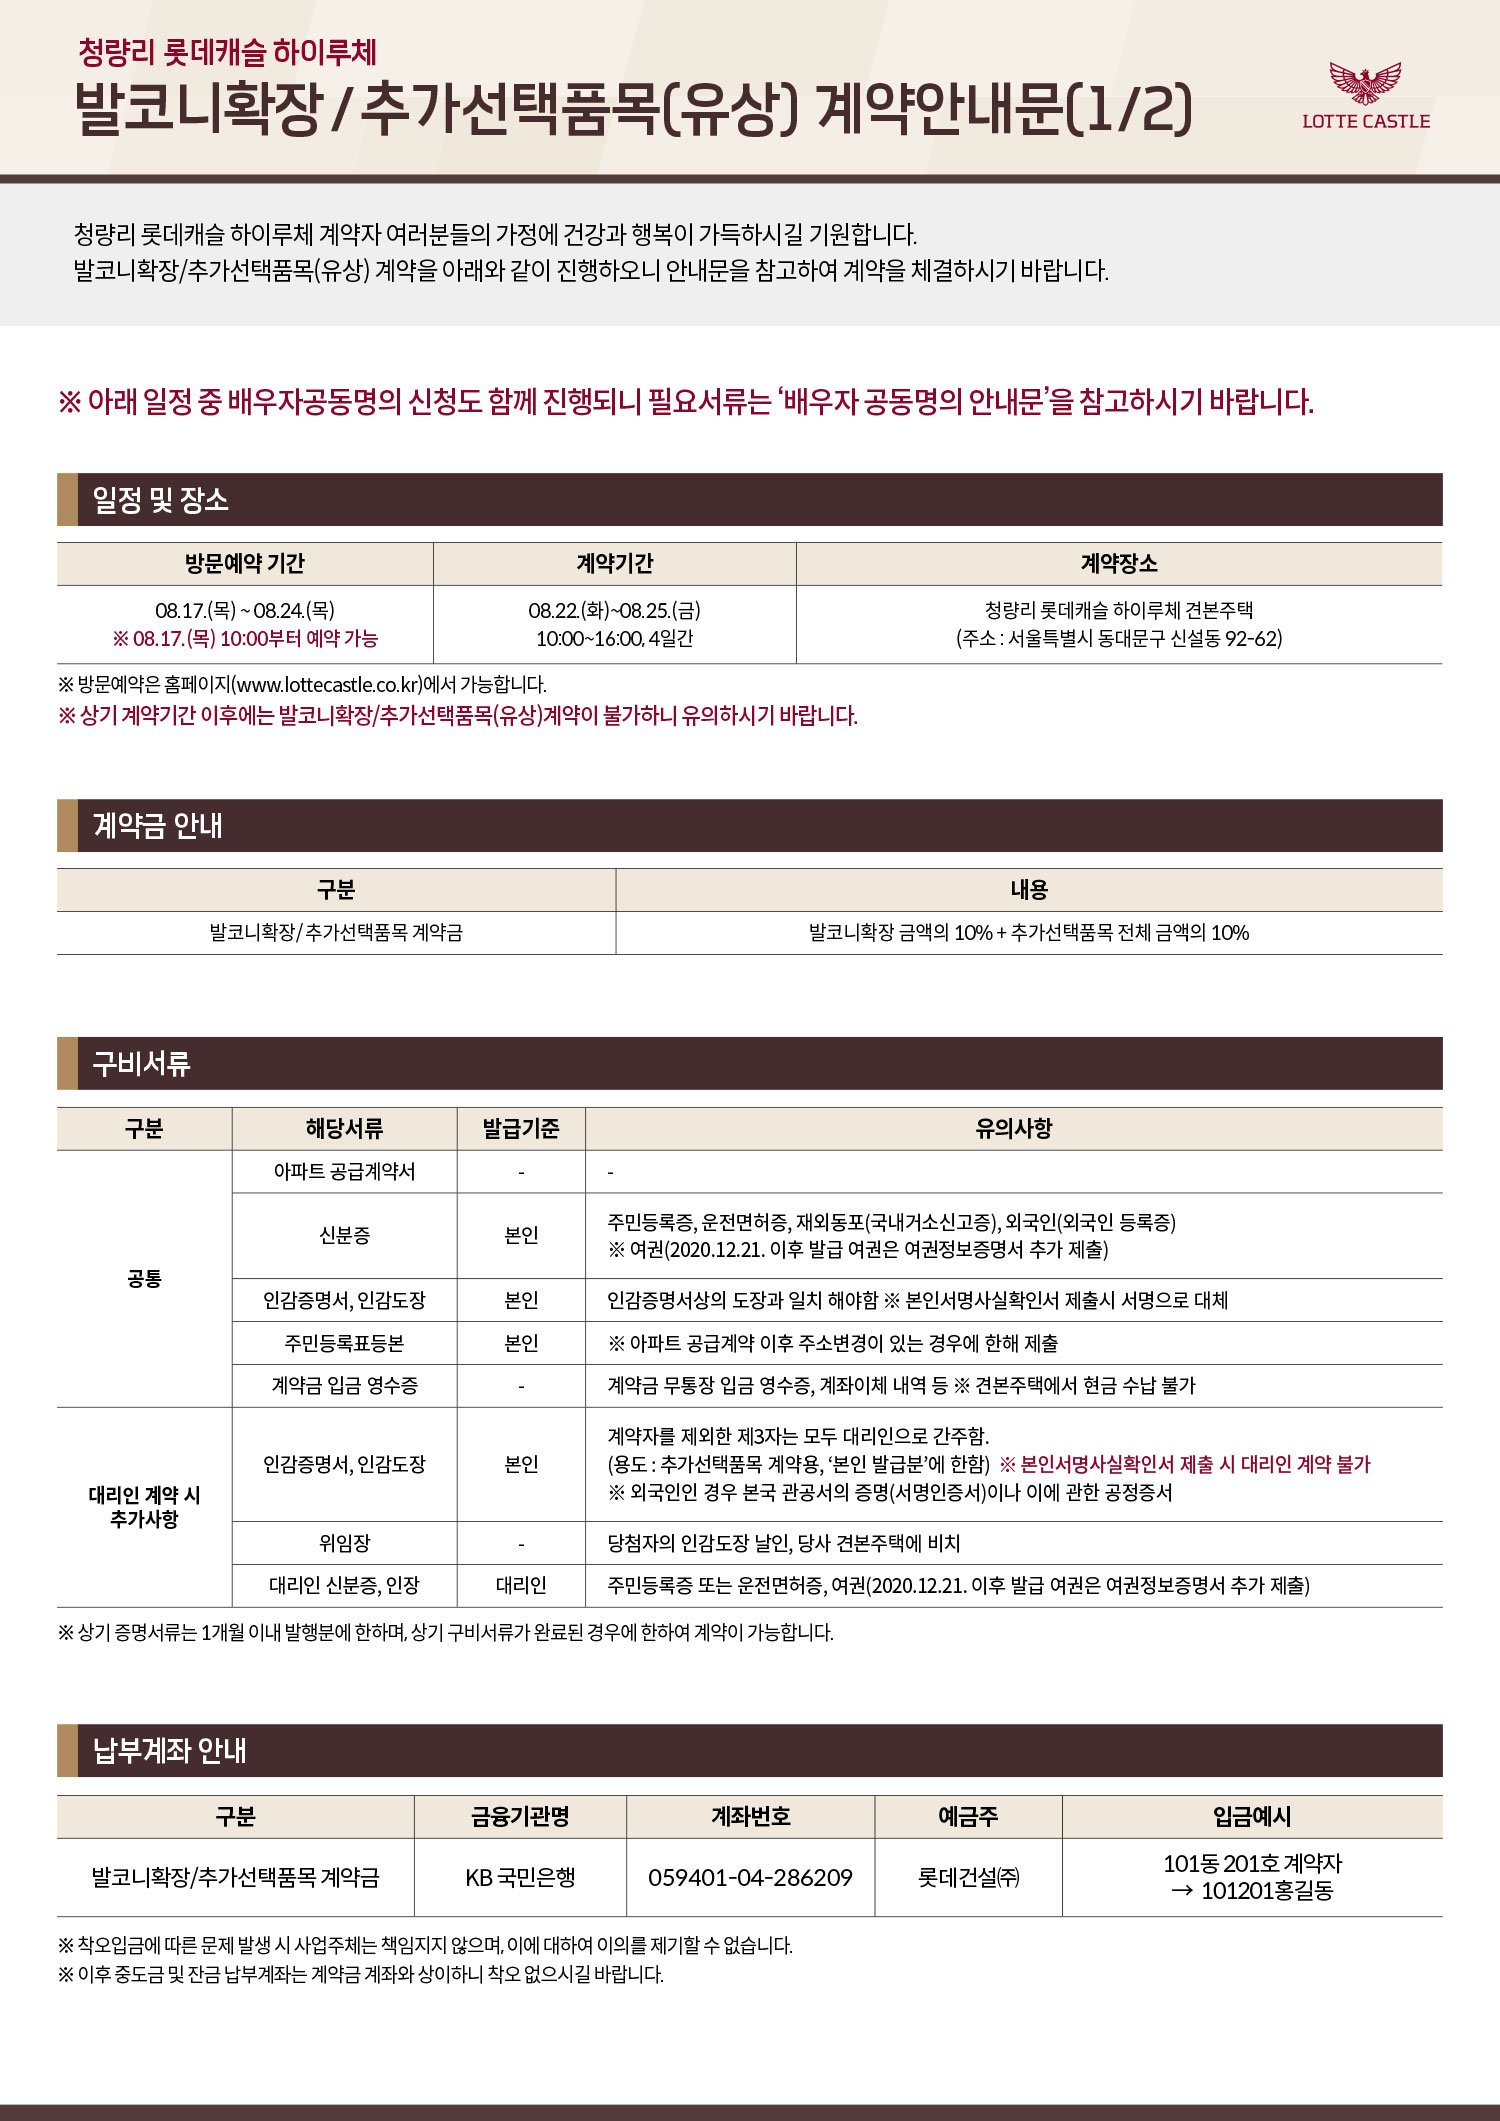 청량리 롯데캐슬 하이루체
발코니확장 / 추가선택품목(유상) 계약안내문(1/2)
LOTTE CASTLE
청량리 롯데캐슬 하이루체 계약자 여러분들의 가정에 건강과 행복이 가득하시길 기원합니다.
발코니확장/추가선택품목(유상) 계약을 아래와 같이 진행하오니 안내문을 참고하여 계약을 체결하시기 바랍니다.
※ 아래 일정 중 배우자공동명의 신청도 함께 진행되니 필요서류는 ‘배우자 공동명의 안내문’을 참고하시기 바랍니다.
일정 및 장소
방문예약 기간 계약기간 계약장소
08.17.(목) ~ 08.24.(목) 08.22.(화)~08.25.(금) 청량리 롯데캐슬 하이루체 견본주택
※ 08.17.(목) 10:00부터 예약 가능 10:00~16:00, 4일간 (주소 : 서울특별시 동대문구 신설동 92-62)
※ 방문예약은 홈페이지(www.lottecastle.co.kr)에서 가능합니다.
※ 상기 계약기간 이후에는 발코니확장/추가선택품목(유상)계약이 불가하니 유의하시기 바랍니다.
계약금 안내
구분 내용
발코니확장/추가선택품목 계약금 발코니확장 금액의 10% + 추가선택품목 전체 금액의 10%
구비서류
구분 해당서류 발급기준 유의사항
공통
아파트 공급계약서 - -
신분증 본인
주민등록증, 운전면허증, 재외동포(국내거소신고증), 외국인(외국인 등록증)
※ 여권(2020.12.21. 이후 발급 여권은 여권정보증명서 추가 제출)
인감증명서, 인감도장 본인 인감증명서상의 도장과 일치 해야함 ※ 본인서명사실확인서 제출시 서명으로 대체
주민등록표등본 본인 ※ 아파트 공급계약 이후 주소변경이 있는 경우에 한해 제출
계약금 입금 영수증 - 계약금 무통장 입금 영수증, 계좌이체 내역 등 ※ 견본주택에서 현금 수납 불가
대리인 계약 시
추가사항
인감증명서, 인감도장 본인
계약자를 제외한 제3자는 모두 대리인으로 간주함.
(용도 : 추가선택품목 계약용, ‘본인 발급분’에 한함) ※ 본인서명사실확인서 제출 시 대리인 계약 불가
※ 외국인인 경우 본국 관공서의 증명(서명인증서)이나 이에 관한 공정증서
위임장 - 당첨자의 인감도장 날인, 당사 견본주택에 비치
대리인 신분증, 인장 대리인 주민등록증 또는 운전면허증, 여권(2020.12.21. 이후 발급 여권은 여권정보증명서 추가 제출)
※ 상기 증명서류는 1개월 이내 발행분에 한하며, 상기 구비서류가 완료된 경우에 한하여 계약이 가능합니다.
납부계좌 안내
구분 금융기관명 계좌번호 예금주 입금예시
발코니확장/추가선택품목 계약금 KB 국민은행 059401-04-286209 롯데건설㈜ 101동 201호 계약자
→ 101201홍길동
※ 착오입금에 따른 문제 발생 시 사업주체는 책임지지 않으며, 이에 대하여 이의를 제기할 수 없습니다.
※ 이후 중도금 및 잔금 납부계좌는 계약금 계좌와 상이하니 착오 없으시길 바랍니다.